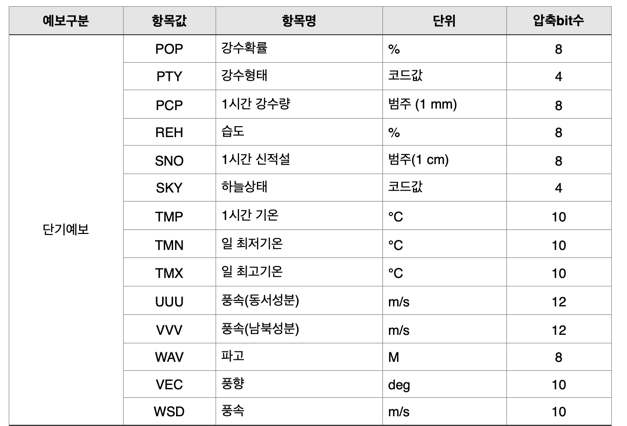 예보구분 항목값 항목명 단위 압축bit수
단기예보
POP 강수확률 % 8
PTY 강수형태 코드값 4
PCP 1시간 강수량 범주 (1 mm) 8
REH 습도 % 8
SNO 1시간 신적설 범주(1 cm) 8
SKY 하늘상태 코드값 4
TMP 1시간 기온 °C 10
TMN 일 최저기온 °C 10
TMX 일 최고기온 °C 10
UUU 풍속(동서성분) m/s 12
VVV 풍속(남북성분) m/s 12
WAV 파고 M 8
VEC 풍향 deg 10
WSD 풍속 m/s 10